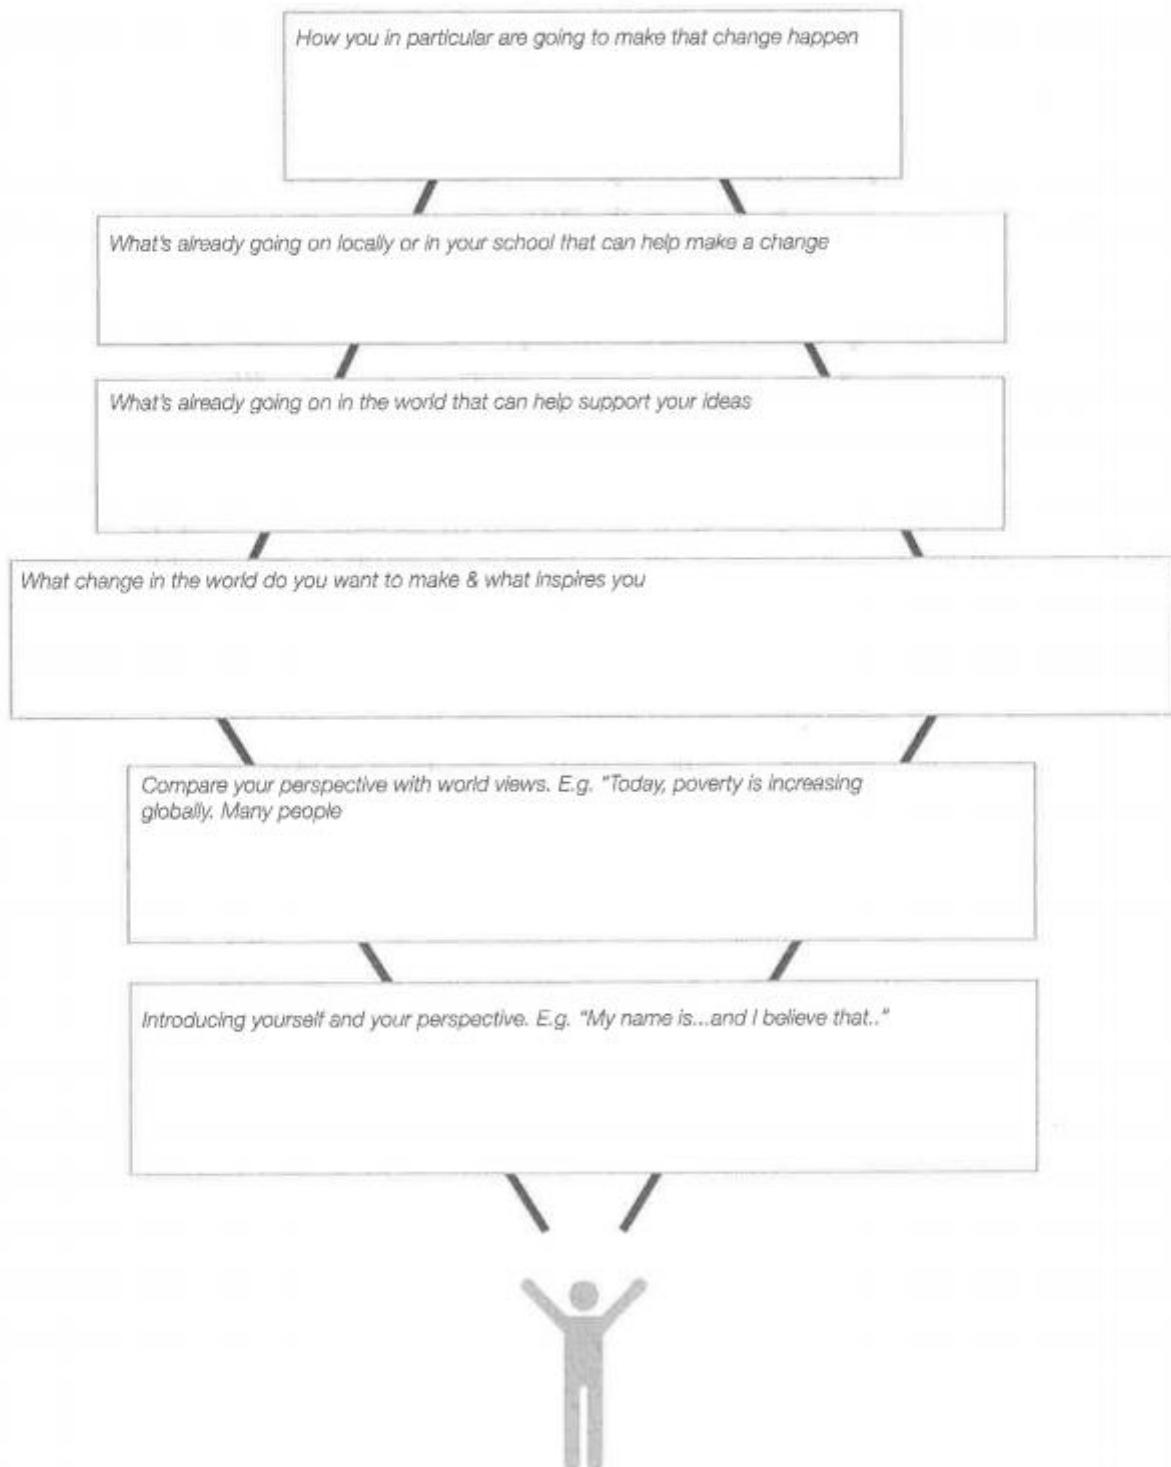 How you in particular are going to make that change happen
What's already going on locally or in your school that can help make a change
What's already going on in the world that can help support your ideas
What change in the world do you want to make & what inspires you
Compare your perspective with world views. E.g. "Today, poverty is increasing
globally. Many people
Introducing yourself and your perspective. E.g. "My name is...and I believe that.."